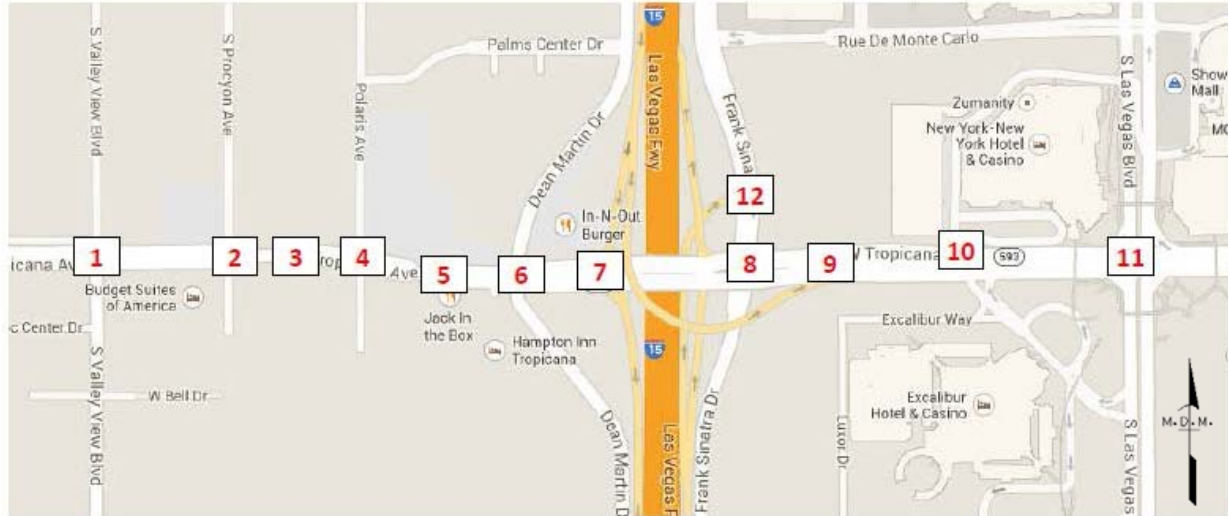 S Valley View Blvd
S Procyon Ave
Polaris Ave
Palms Center Dr
Dean Martin Dr
15
Las Vegas Fwy
Frank Sina
Rue De Monte Carlo
S Las Vegas Blvd
Show
Mall
MO
Zumanity
New York-New
York Hotel
& Casino
In-N-Out
Burger
12
icana Av
1
2
3
4
Ave
5
6
7
8
9
W Tropicana
10
593
11
Budget Suites
of America
Jack In
the Box
Hampton Inn
Tropicana
c Center Dr
S Valley View Blvd
W Bell Dr
Dean Martin D
15
Las Vegas F
Frank Sinatra Dr
Excalibur Way
Luxor Dr
Excalibur
Hotel & Casino
S Las Vegas
M.D.M.